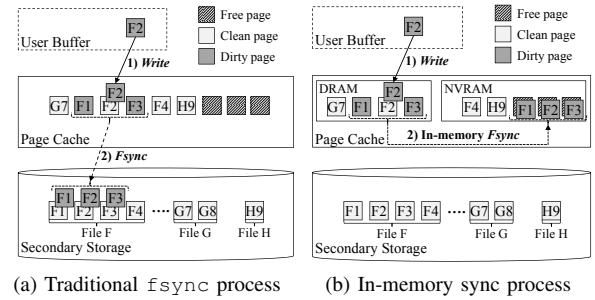 F2
User Buffer
1) Write
Free page
Clean page
Dirty page
F2
G7 F1 F2 F3 F4 H9
Page Cache
2) Fsync
F1 F2 F3
F1 F2 F3 F4 .... G7 G8 H9
File F File G File H
Secondary Storage
(a) Traditional fsync process
F2
User Buffer
1) Write
Free page
Clean page
Dirty page
DRAM
NVRAM
F2
G7 F1 F2 F3
F4 H9 F1 F2 F3
2) In-memory Fsync
Page Cache
F1 F2 F3 F4 .... G7 G8 H9
File F File G File H
Secondary Storage
(b) In-memory sync process